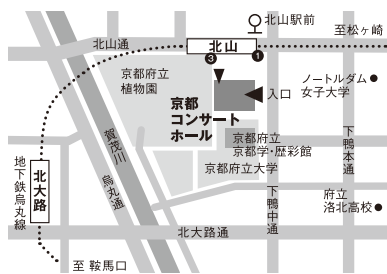 北山駅前
至松ヶ崎
北山通
北山
3
1
京都府立
植物園
ノートルダム
女子大学
入口
京都
コンサート
ホール
賀茂川
烏丸通
京都府立
京都学・歴彩館
京都府立大学
下鴨本通
下鴨中通
府立
洛北高校
地下鉄烏丸線
北大路
北大路通
至 鞍馬口